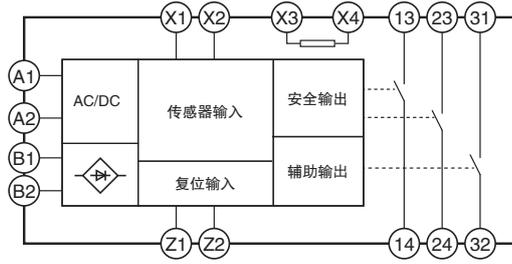 X1 X2 X3 X4 13 23 31
A1
AC/DC
传感器输入
安全输出
A2
B1
辅助输出
B2
复位输入
Z1 Z2 14 24 32